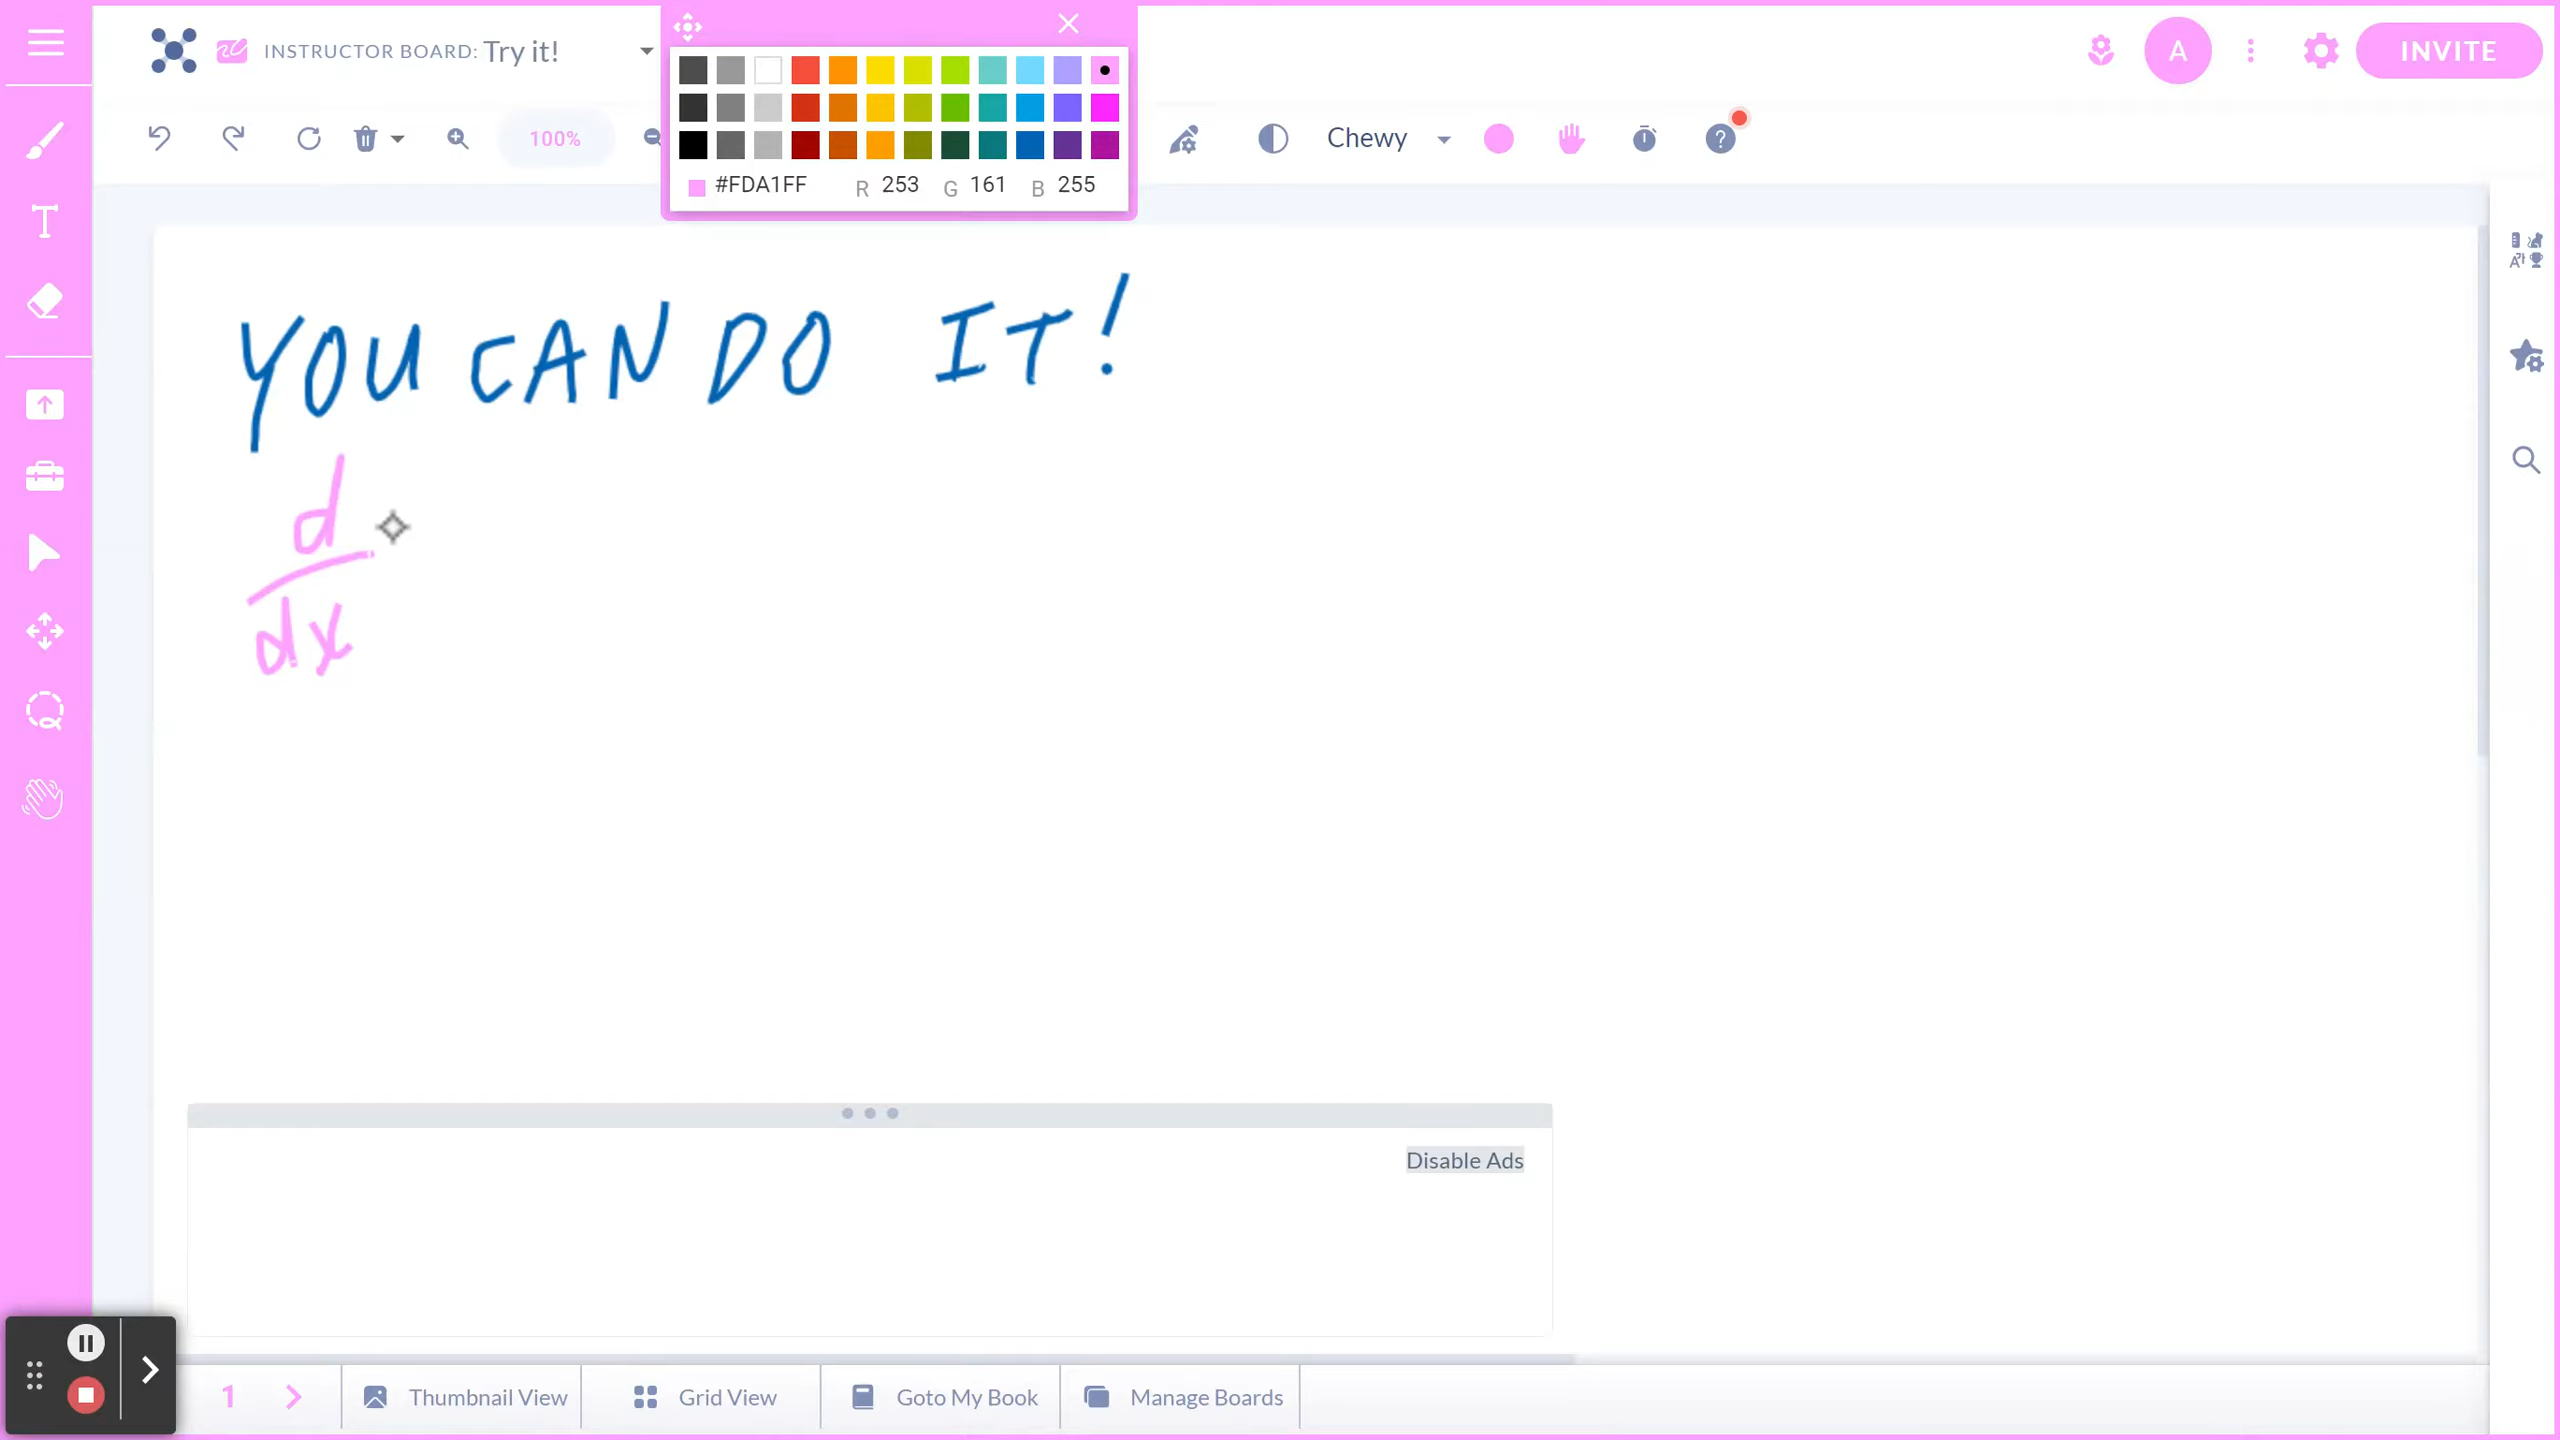 INSTRUCTOR BOARD: Try it!
A
INVITE
100%
Chewy
?
#FDA1FF R 253 G 161 B 255
YOU CAN DO IT!
d
dx
Disable Ads
1
Thumbnail View
Grid View
Goto My Book
Manage Boards